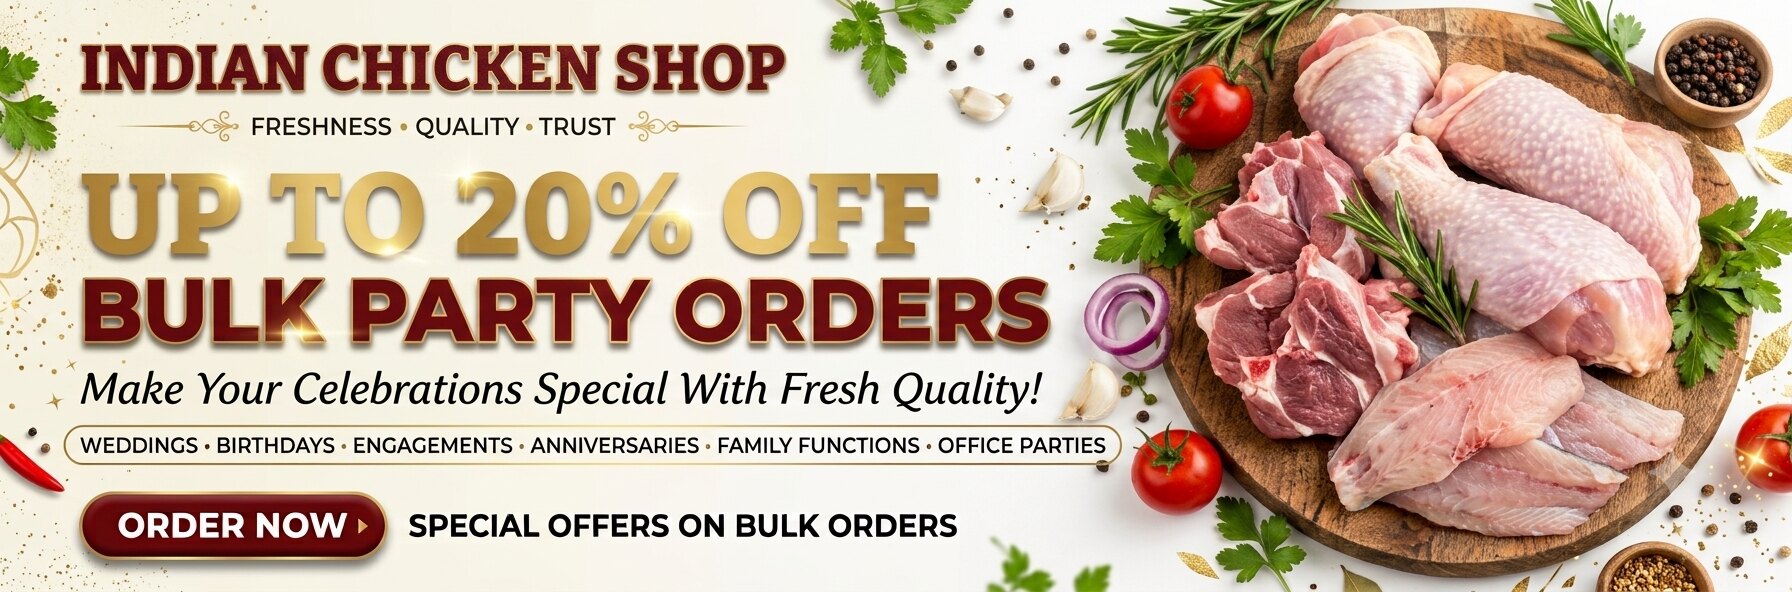 INDIAN CHICKEN SHOP
FRESHNESS • QUALITY • TRUST
UP TO 20% OFF
BULK PARTY ORDERS
Make Your Celebrations Special With Fresh Quality!
WEDDINGS • BIRTHDAYS • ENGAGEMENTS • ANNIVERSARIES • FAMILY FUNCTIONS • OFFICE PARTIES
ORDER NOW
SPECIAL OFFERS ON BULK ORDERS